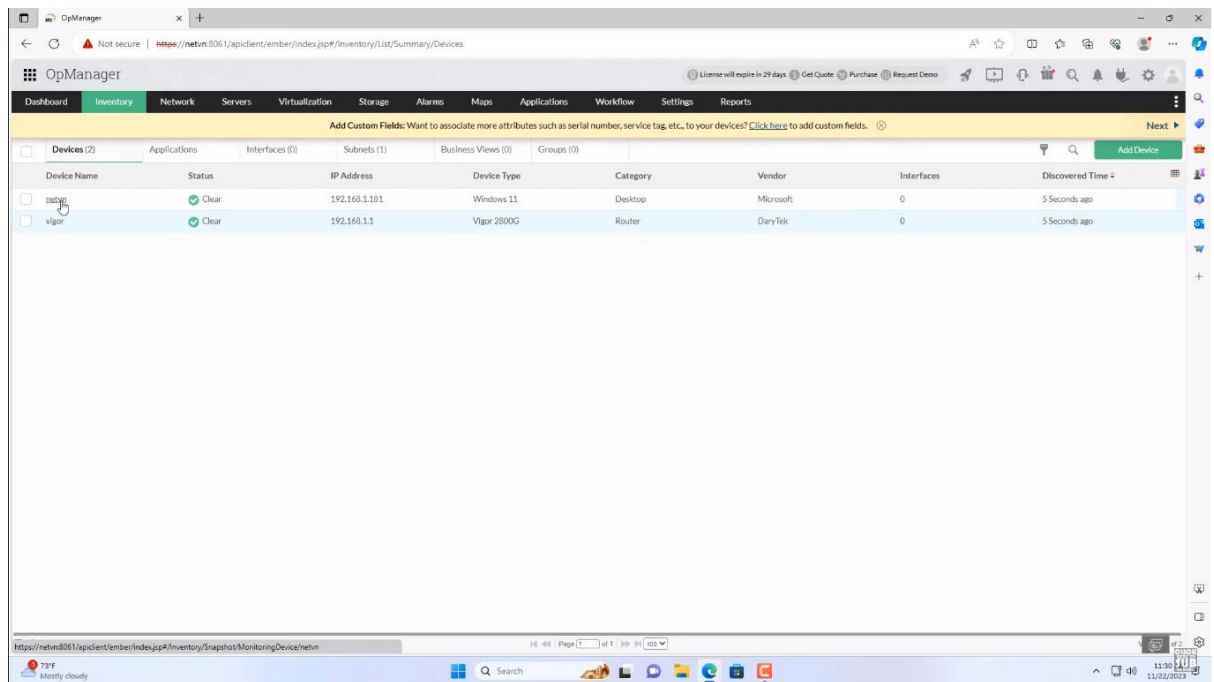 OpManager
Not secure https://netvn:8061/apiclient/ember/index.jsp#/Inventory/List/Summary/Devices
OpManager License will expire in 29 days Get Quote Purchase Request Demo
Dashboard Inventory Network Servers Virtualization Storage Alarms Maps Applications Workflow Settings Reports
Add Custom Fields: Want to associate more attributes such as serial number, service tag, etc., to your devices? Click here to add custom fields. Next
Devices (2) Applications Interfaces (0) Subnets (1) Business Views (0) Groups (0) Add Device
Device Name Status IP Address Device Type Category Vendor Interfaces Discovered Time
netvn Clear 192.168.1.181 Windows 11 Desktop Microsoft 0 5 Seconds ago
vigor Clear 192.168.1.1 Vigor 2800G Router DaryTek 0 5 Seconds ago
https://netvn:8061/apiclient/ember/index.jsp#/Inventory/Snapshot/MonitoringDevice/netvn Page 1 of 1 100 of 2
73°F
Mostly cloudy
Search
11:30
11/22/2023